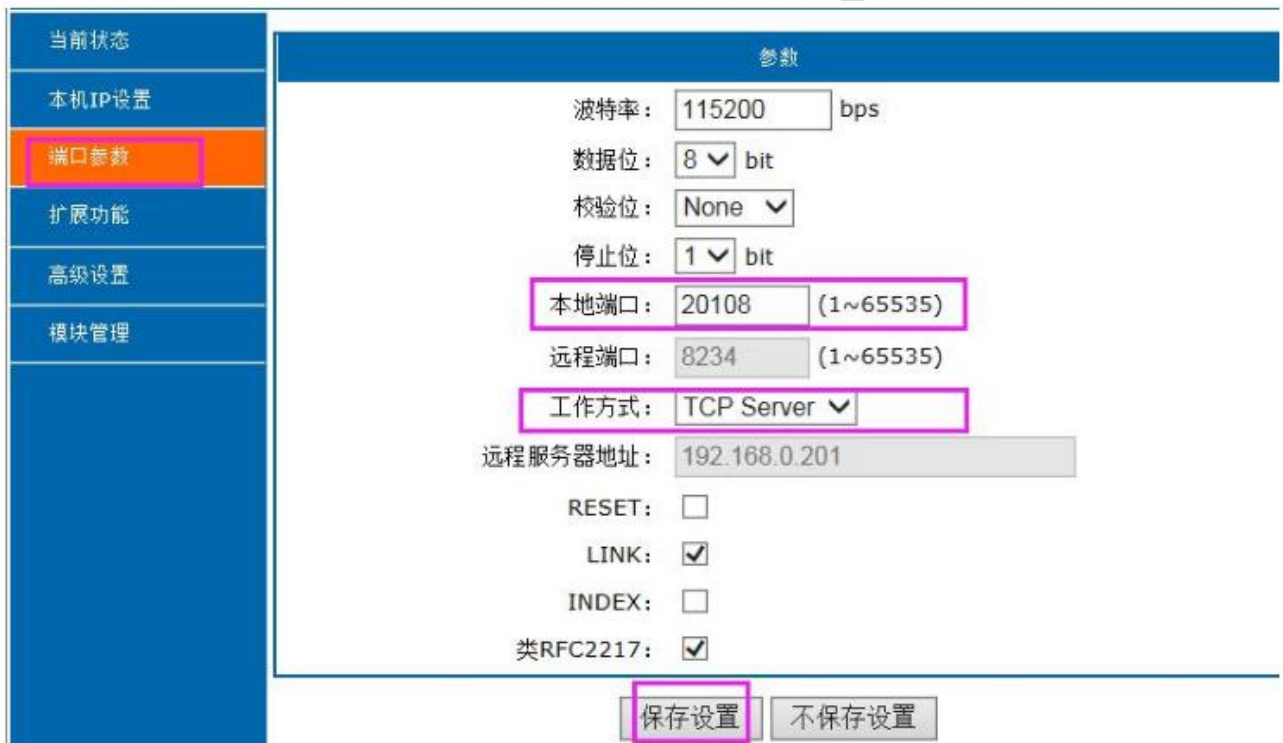 当前状态
本机IP设置
端口参数
扩展功能
高级设置
模块管理
参数
波特率： 115200 bps
数据位： 8 bit
校验位： None
停止位： 1 bit
本地端口： 20108 (1~65535)
远程端口： 8234 (1~65535)
工作方式： TCP Server
远程服务器地址： 192.168.0.201
RESET：
LINK：
INDEX：
类RFC2217：
保存设置 不保存设置